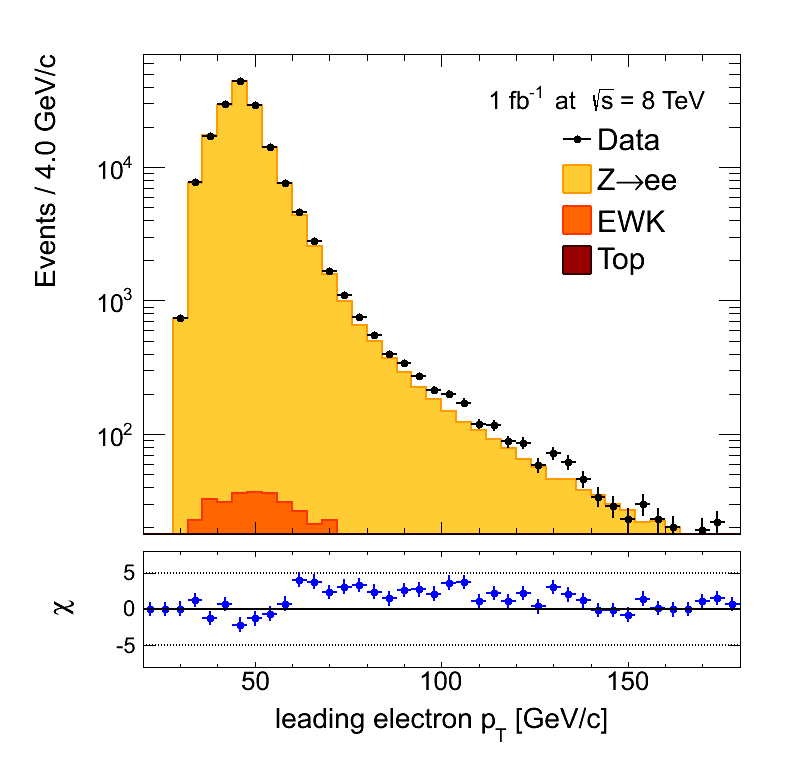 Events / 4.0 GeV/c
1 fb⁻¹ at √s = 8 TeV
Data
Z→ee
EWK
Top
10⁴
10³
10²
χ
5
0
-5
50 100 150
leading electron p_T [GeV/c]